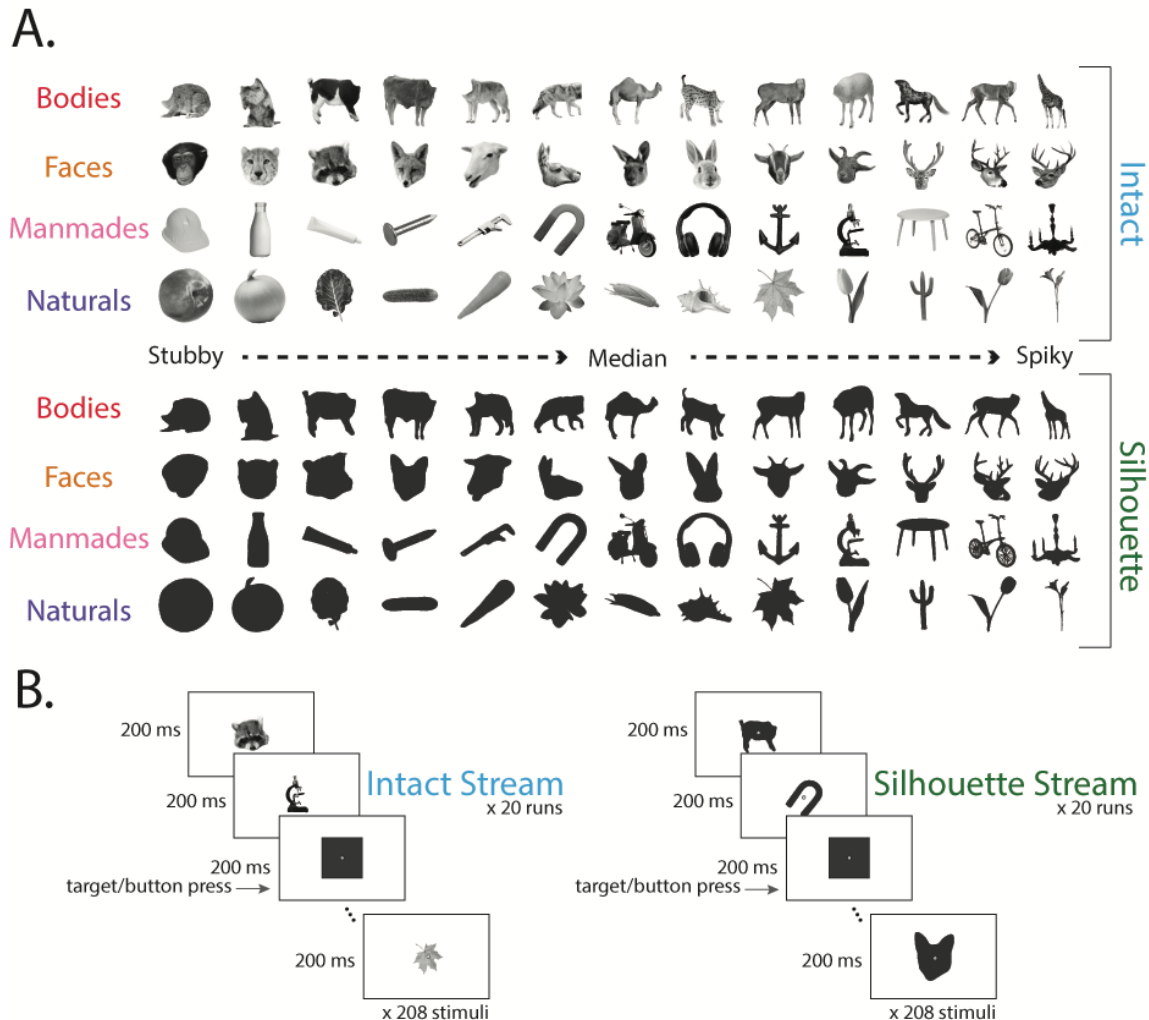 A.
Bodies
Faces
Manmades
Naturals
Intact
Stubby
Median
Spiky
Bodies
Faces
Manmades
Naturals
Silhouette
B.
200 ms
200 ms
Intact Stream
x 20 runs
200 ms
target/button press
200 ms
x 208 stimuli
200 ms
200 ms
Silhouette Stream
x 20 runs
200 ms
target/button press
200 ms
x 208 stimuli